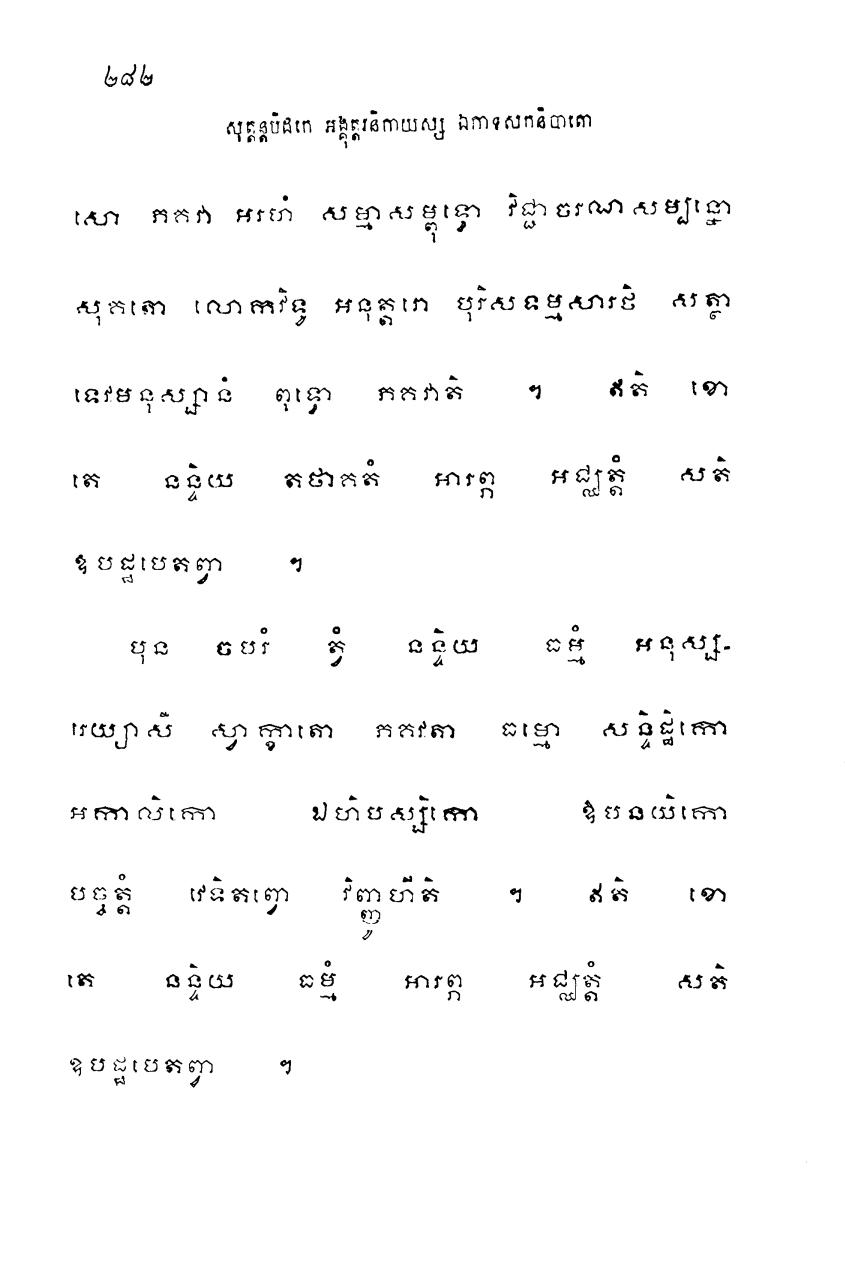 ២៨២
សុត្តន្តបិដកេ អង្គុត្តរនិកាយស្ស ឯកាទសកនិបាតោ
សោ ភគវា អរហំ សម្មាសម្ពុទ្ធោ វិជ្ជាចរណសម្បន្នោ
សុគតោ លោកវិទូ អនុត្តរោ បុរិសទម្មសារថិ សត្ថា
ទេវមនុស្សានំ ពុទ្ធោ ភគវាតិ ។ ឥតិ ខោ
តេ នន្ទិយ តថាគតំ អារព្ភ អជ្ឈត្តំ សតិ
ឧបដ្ឋបេតព្វា ។
បុន ចបរំ ត្វំ នន្ទិយ ធម្មំ អនុស្ស-
រេយ្យាសិ ស្វាក្ខាតោ ភគវតា ធម្មោ សន្ទិដ្ឋិកោ
អកាលិកោ ឯហិបស្សិកោ ឱបនយិកោ
បច្ចត្តំ វេទិតព្វោ វិញ្ញូហីតិ ។ ឥតិ ខោ
តេ នន្ទិយ ធម្មំ អារព្ភ អជ្ឈត្តំ សតិ
ឧបដ្ឋបេតព្វា ។